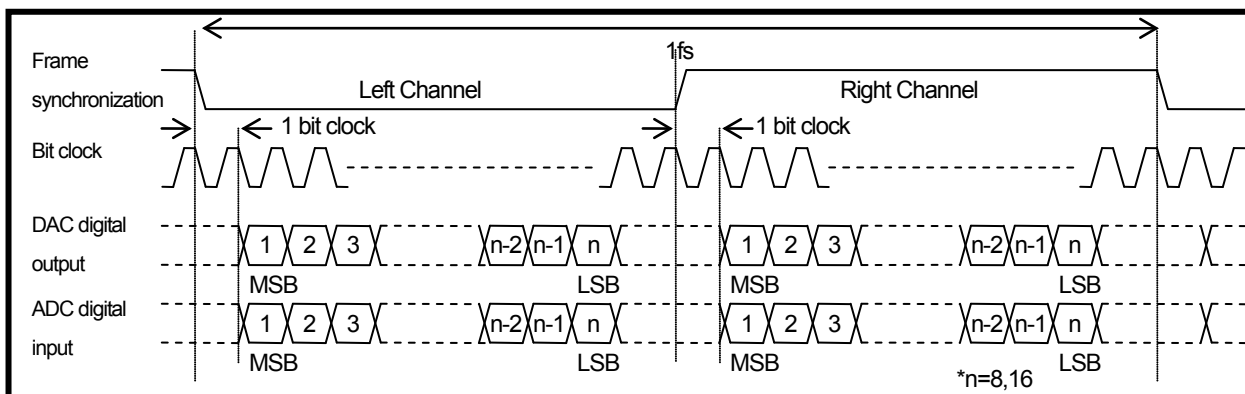 1fs
Frame
synchronization
Left Channel
Right Channel
1 bit clock
1 bit clock
Bit clock
DAC digital
output
1 2 3 n-2 n-1 n 1 2 3 n-2 n-1 n
MSB LSB MSB LSB
ADC digital
input
1 2 3 n-2 n-1 n 1 2 3 n-2 n-1 n
MSB LSB MSB LSB
*n=8,16